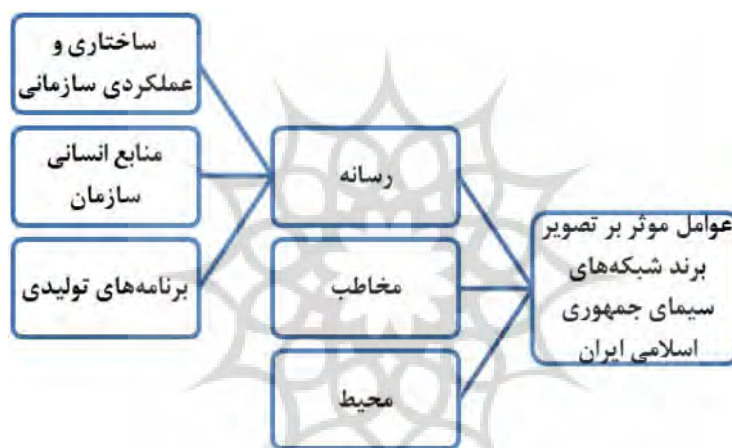 عوامل موثر بر تصویر
برند شبکه‌های
سیمای جمهوری
اسلامی ایران
رسانه
مخاطب
محیط
ساختاری و
عملکردی سازمانی
منابع انسانی
سازمان
برنامه‌های تولیدی